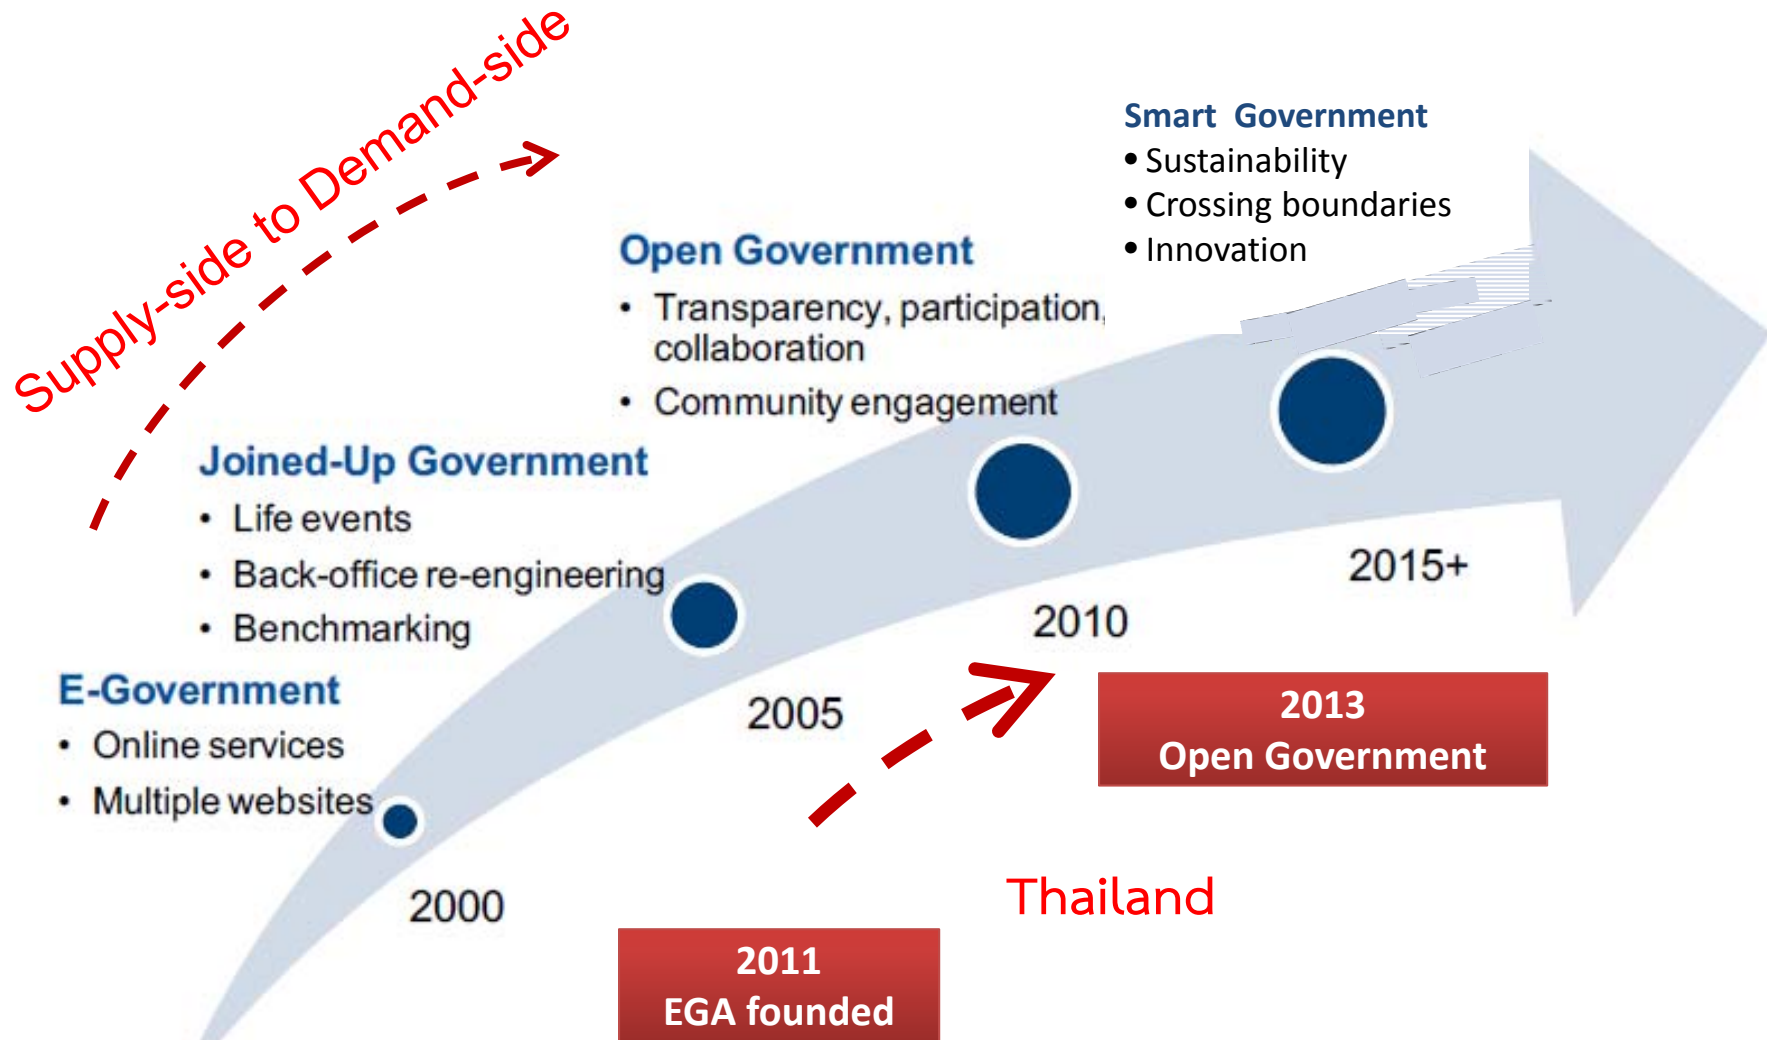 Supply-side to Demand-side
Smart Government
• Sustainability
• Crossing boundaries
• Innovation
Open Government
• Transparency, participation,
collaboration
• Community engagement
Joined-Up Government
• Life events
• Back-office re-engineering
• Benchmarking
E-Government
• Online services
• Multiple websites
2000
2005
2010
2015+
2013
Open Government
Thailand
2011
EGA founded